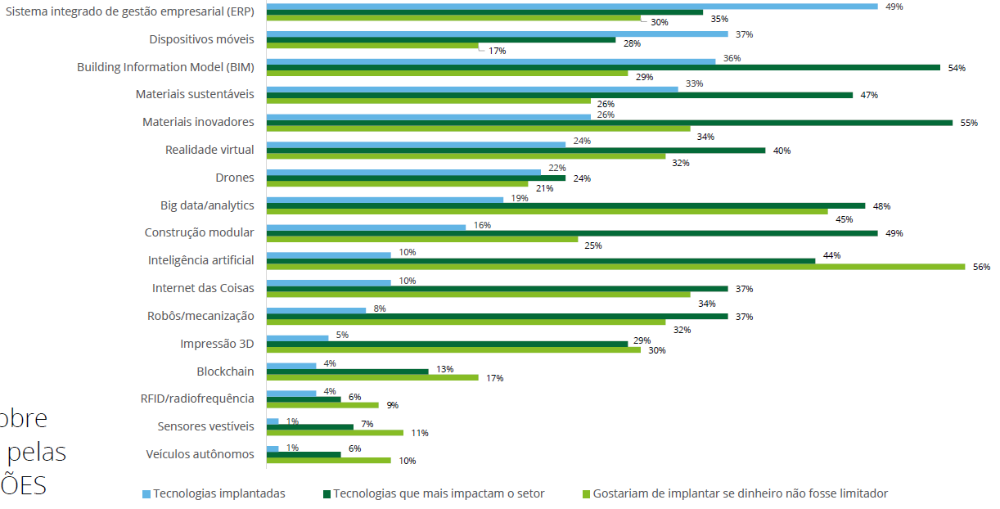 Sistema integrado de gestão empresarial (ERP) 49% 35% 30%
Dispositivos móveis 37% 28% 17%
Building Information Model (BIM) 36% 54% 29%
Materiais sustentáveis 33% 47% 26%
Materiais inovadores 26% 55% 34%
Realidade virtual 24% 40% 32%
Drones 22% 24% 21%
Big data/analytics 19% 48% 45%
Construção modular 16% 49% 25%
Inteligência artificial 10% 44% 56%
Internet das Coisas 10% 37% 34%
Robôs/mecanização 8% 37% 32%
Impressão 3D 5% 29% 30%
Blockchain 4% 13% 17%
RFID/radiofrequência 4% 6% 9%
Sensores vestíveis 1% 7% 11%
Veículos autônomos 1% 6% 10%
obre
pelas
ÕES
Tecnologias implantadas Tecnologias que mais impactam o setor Gostariam de implantar se dinheiro não fosse limitador